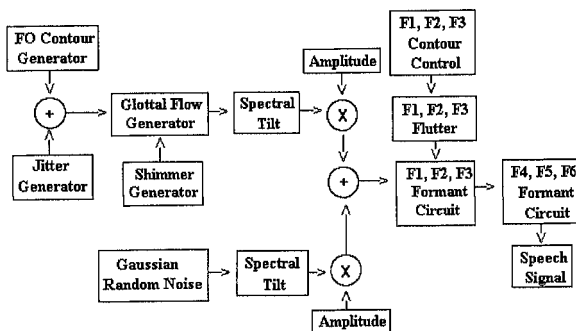 FO Contour
Generator
Amplitude
F1, F2, F3
Contour
Control
+
Glottal Flow
Generator
Spectral
Tilt
X
F1, F2, F3
Flutter
Jitter
Generator
Shimmer
Generator
+
F1, F2, F3
Formant
Circuit
F4, F5, F6
Formant
Circuit
Gaussian
Random Noise
Spectral
Tilt
X
Speech
Signal
Amplitude